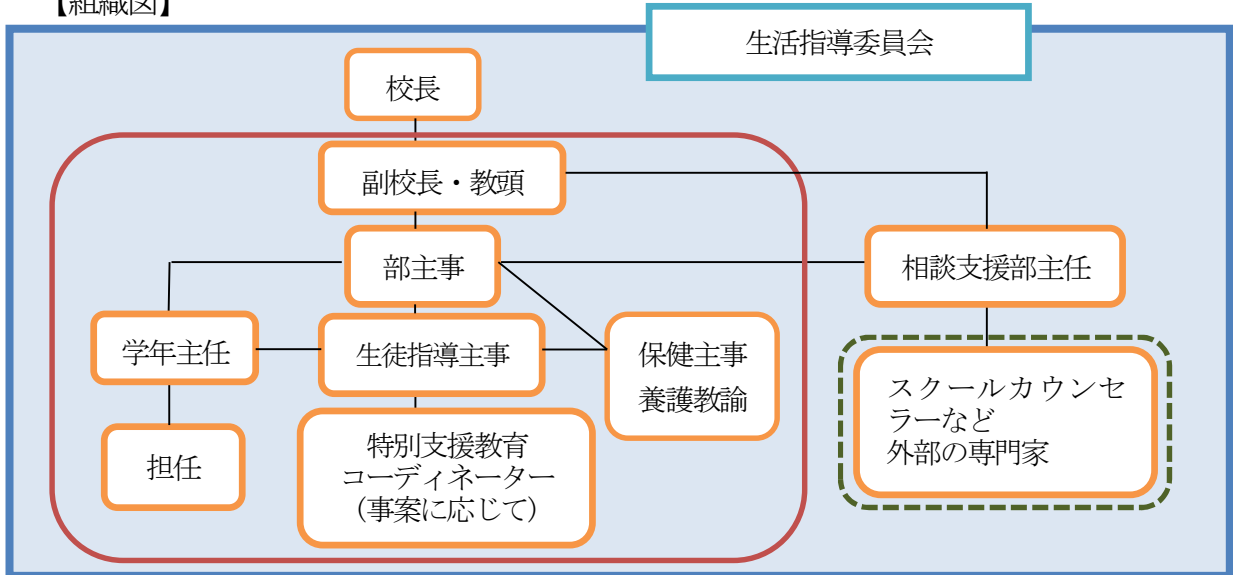 【組織図】
生活指導委員会
校長
副校長・教頭
部主事
相談支援部主任
学年主任
生徒指導主事
保健主事
養護教諭
スクールカウンセ
ラーなど
外部の専門家
担任
特別支援教育
コーディネーター
（事案に応じて）